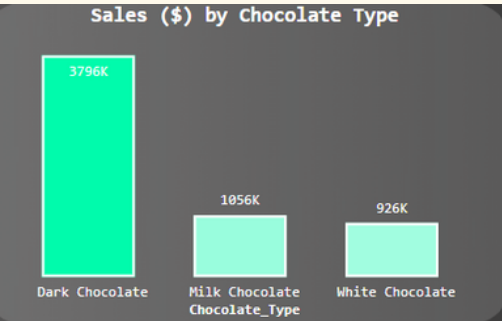 Sales ($) by Chocolate Type
3796K
1056K
926K
Dark Chocolate
Milk Chocolate
White Chocolate
Chocolate_Type